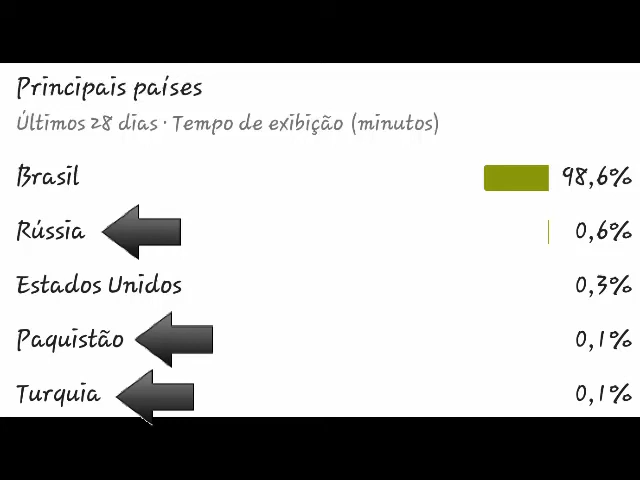 Principais países
Últimos 28 dias · Tempo de exibição (minutos)
Brasil 98,6%
Rússia 0,6%
Estados Unidos 0,3%
Paquistão 0,1%
Turquia 0,1%